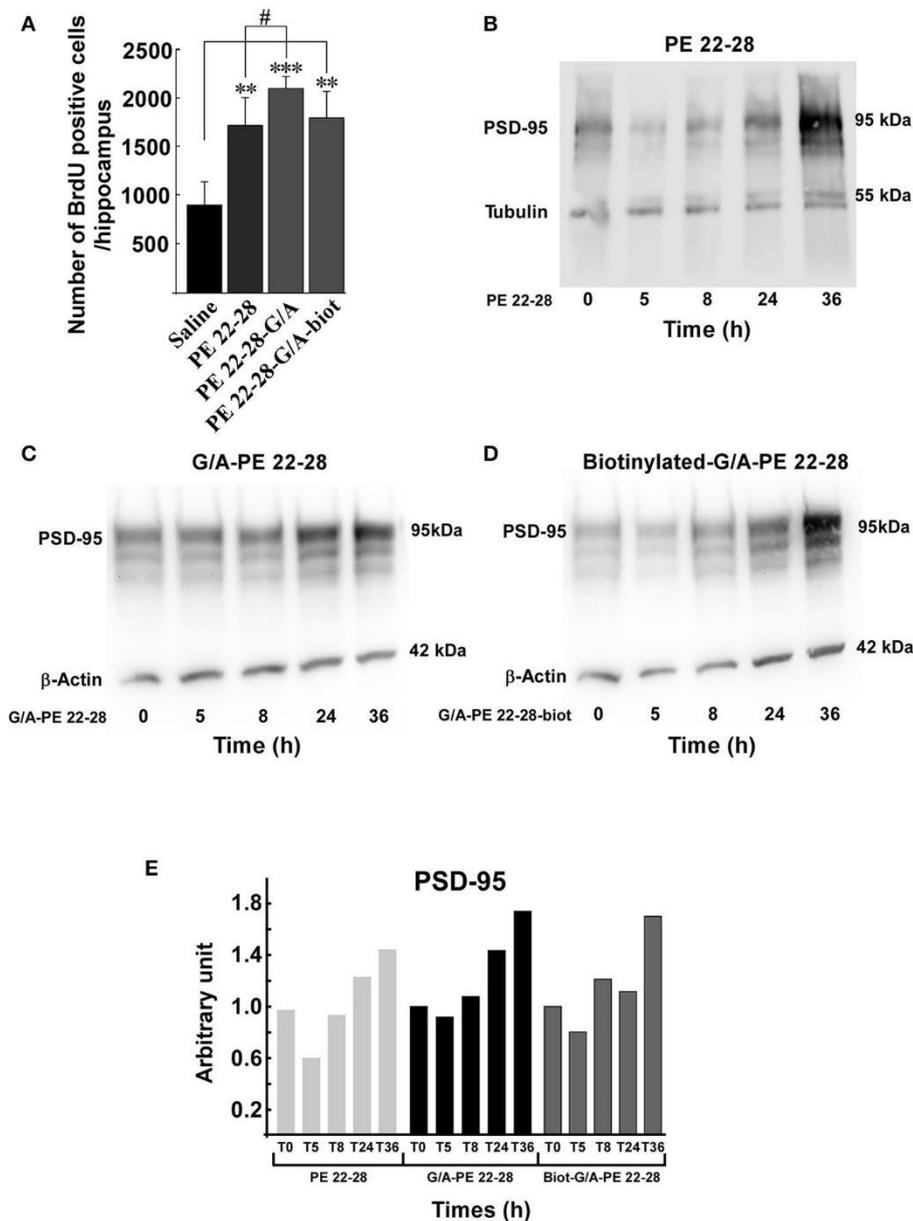 A
#
Number of BrdU positive cells
/hippocampus
2500
2000
1500
1000
500
**
***
**
Saline
PE 22-28
PE 22-28-G/A
PE 22-28-G/A-biot
B
PE 22-28
PSD-95
95 kDa
55 kDa
Tubulin
PE 22-28 0 5 8 24 36
Time (h)
C
G/A-PE 22-28
PSD-95
95kDa
42 kDa
β-Actin
G/A-PE 22-28 0 5 8 24 36
Time (h)
D
Biotinylated-G/A-PE 22-28
PSD-95
95kDa
42 kDa
β-Actin
G/A-PE 22-28-biot 0 5 8 24 36
Time (h)
E
PSD-95
Arbitrary unit
1.8
1.4
1.0
0.6
0.2
T0 T5 T8 T24 T36 T0 T5 T8 T24 T36 T0 T5 T8 T24 T36
PE 22-28 G/A-PE 22-28 Biot-G/A-PE 22-28
Times (h)